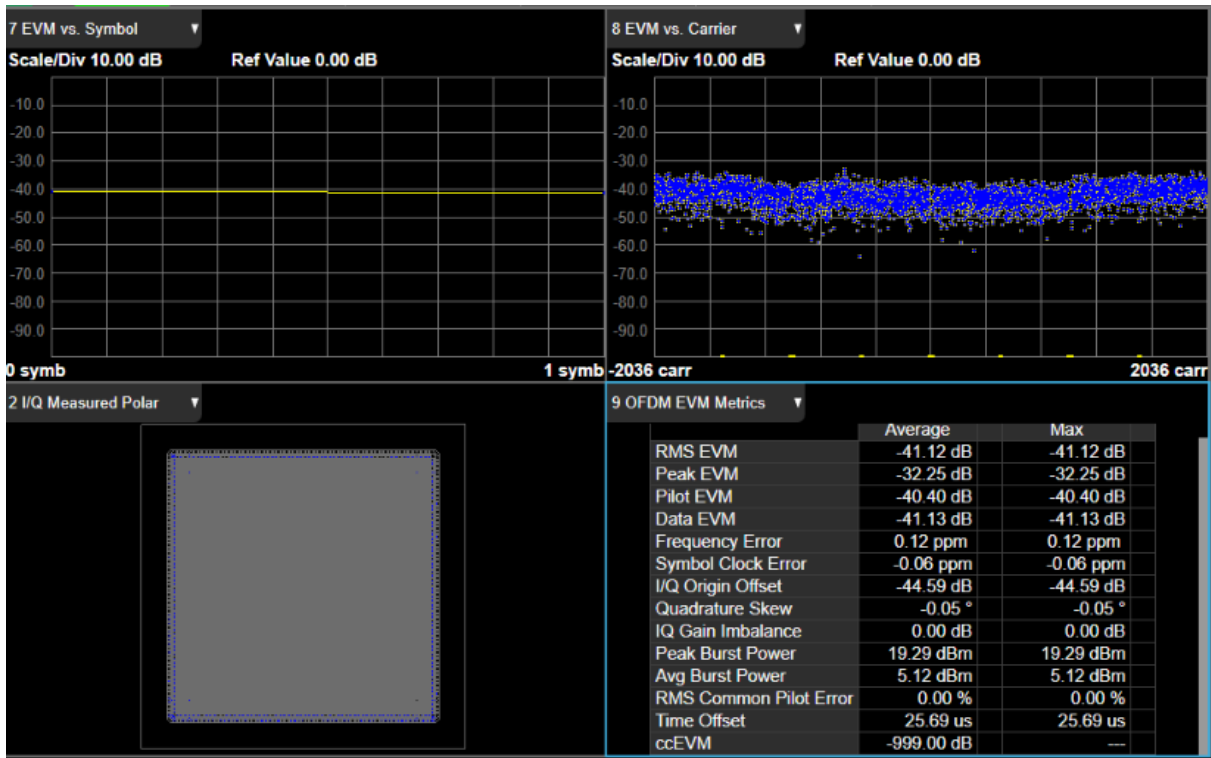 7 EVM vs. Symbol
Scale/Div 10.00 dB Ref Value 0.00 dB
-10.0
-20.0
-30.0
-40.0
-50.0
-60.0
-70.0
-80.0
-90.0
0 symb 1 symb
8 EVM vs. Carrier
Scale/Div 10.00 dB Ref Value 0.00 dB
-10.0
-20.0
-30.0
-40.0
-50.0
-60.0
-70.0
-80.0
-90.0
-2036 carr 2036 carr
2 I/Q Measured Polar
9 OFDM EVM Metrics
Average Max
RMS EVM -41.12 dB -41.12 dB
Peak EVM -32.25 dB -32.25 dB
Pilot EVM -40.40 dB -40.40 dB
Data EVM -41.13 dB -41.13 dB
Frequency Error 0.12 ppm 0.12 ppm
Symbol Clock Error -0.06 ppm -0.06 ppm
I/Q Origin Offset -44.59 dB -44.59 dB
Quadrature Skew -0.05 ° -0.05 °
IQ Gain Imbalance 0.00 dB 0.00 dB
Peak Burst Power 19.29 dBm 19.29 dBm
Avg Burst Power 5.12 dBm 5.12 dBm
RMS Common Pilot Error 0.00 % 0.00 %
Time Offset 25.69 us 25.69 us
ccEVM -999.00 dB ---